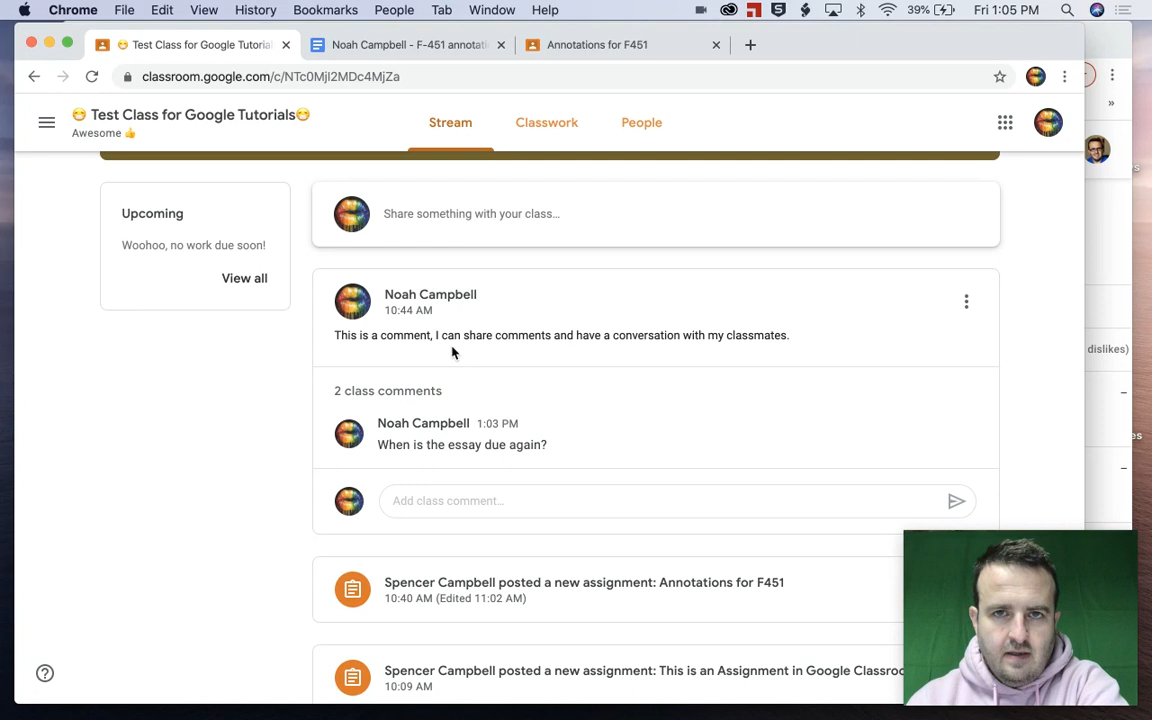 Chrome File Edit View History Bookmarks People Tab Window Help 39% Fri 1:05 PM
😁 Test Class for Google Tutorial Noah Campbell - F-451 annotati Annotations for F451
classroom.google.com/c/NTc0MjI2MDc4MjZa
😁 Test Class for Google Tutorials😁
Awesome 👍
Stream Classwork People
Upcoming
Woohoo, no work due soon!
View all
Share something with your class…
Noah Campbell
10:44 AM
This is a comment, I can share comments and have a conversation with my classmates.
2 class comments
Noah Campbell 1:03 PM
When is the essay due again?
Add class comment…
Spencer Campbell posted a new assignment: Annotations for F451
10:40 AM (Edited 11:02 AM)
Spencer Campbell posted a new assignment: This is an Assignment in Google Classroo
10:09 AM
dislikes)